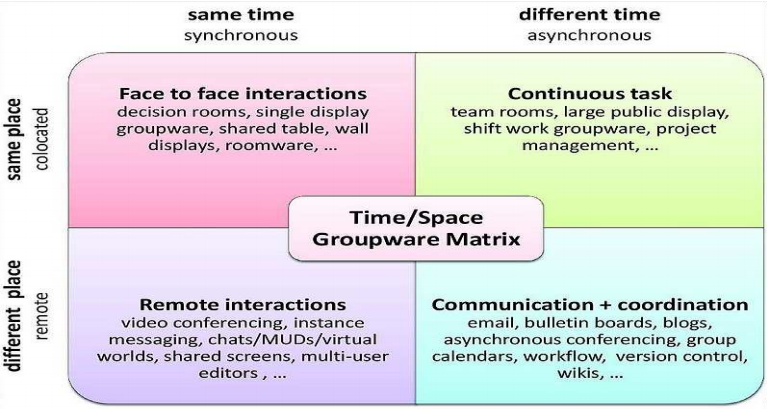 same time
synchronous
different time
asynchronous
same place
colocated
Face to face interactions
decision rooms, single display
groupware, shared table, wall
displays, roomware, ...
Continuous task
team rooms, large public display,
shift work groupware, project
management, ...
Time/Space
Groupware Matrix
different place
remote
Remote interactions
video conferencing, instance
messaging, chats/MUDs/virtual
worlds, shared screens, multi-user
editors , ...
Communication + coordination
email, bulletin boards, blogs,
asynchronous conferencing, group
calendars, workflow, version control,
wikis, ...